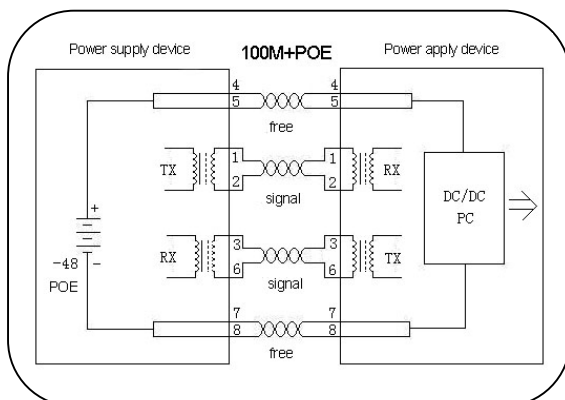 Power supply device
100M+POE
Power apply device
4
5
4
5
free
TX
1
2
1
2
RX
signal
DC/DC
PC
+
-48
-
POE
RX
3
6
3
6
TX
signal
7
8
7
8
free